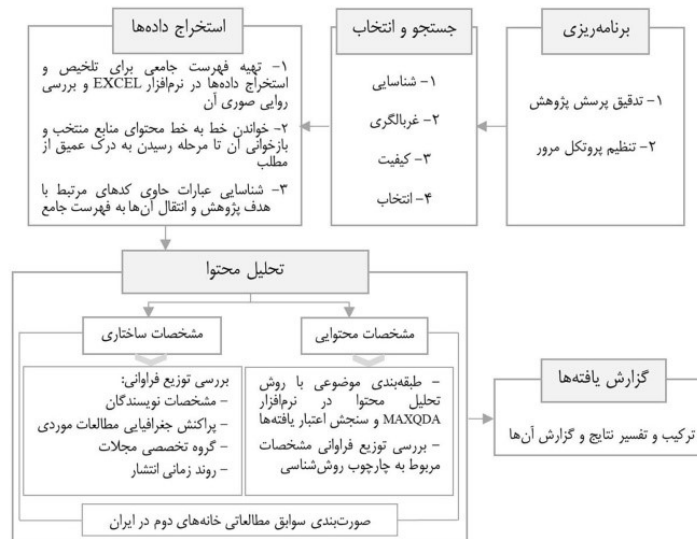 برنامه‌ریزی
۱- تدقیق پرسش پژوهش
۲- تنظیم پروتکل مرور
جستجو و انتخاب
۱- شناسایی
۲- غربالگری
۳- کیفیت
۴- انتخاب
استخراج داده‌ها
۱- تهیه فهرست جامعی برای تلخیص و
استخراج داده‌ها در نرم‌افزار EXCEL و بررسی
روایی صوری آن
۲- خواندن خط به خط محتوای منابع منتخب و
بازخوانی آن تا مرحله رسیدن به درک عمیق از
مطلب
۳- شناسایی عبارات حاوی کدهای مرتبط با
هدف پژوهش و انتقال آن‌ها به فهرست جامع
تحلیل محتوا
مشخصات محتوایی
– طبقه‌بندی موضوعی با روش
تحلیل محتوا در نرم‌افزار
MAXQDA و سنجش اعتبار یافته‌ها
– بررسی توزیع فراوانی مشخصات
مربوط به چارچوب روش‌شناسی
مشخصات ساختاری
بررسی توزیع فراوانی:
– مشخصات نویسندگان
– پراکنش جغرافیایی مطالعات موردی
– گروه تخصصی مجلات
– روند زمانی انتشار
صورت‌بندی سوابق مطالعاتی خانه‌های دوم در ایران
گزارش یافته‌ها
ترکیب و تفسیر نتایج و گزارش آن‌ها